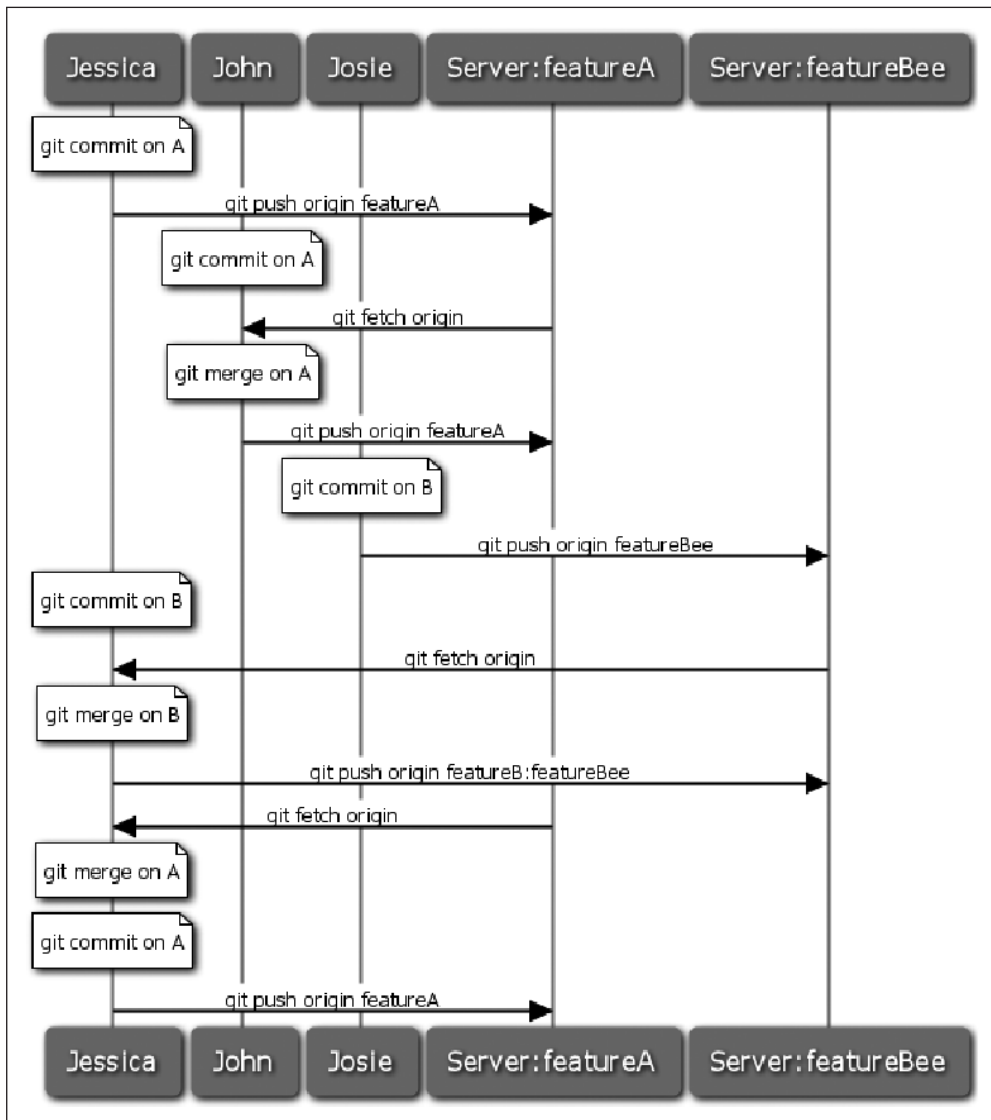 Jessica John Josie Server:featureA Server:featureBee
git commit on A
git push origin featureA
git commit on A
git fetch origin
git merge on A
git push origin featureA
git commit on B
git push origin featureBee
git commit on B
git fetch origin
git merge on B
git push origin featureB:featureBee
git fetch origin
git merge on A
git commit on A
git push origin featureA
Jessica John Josie Server:featureA Server:featureBee